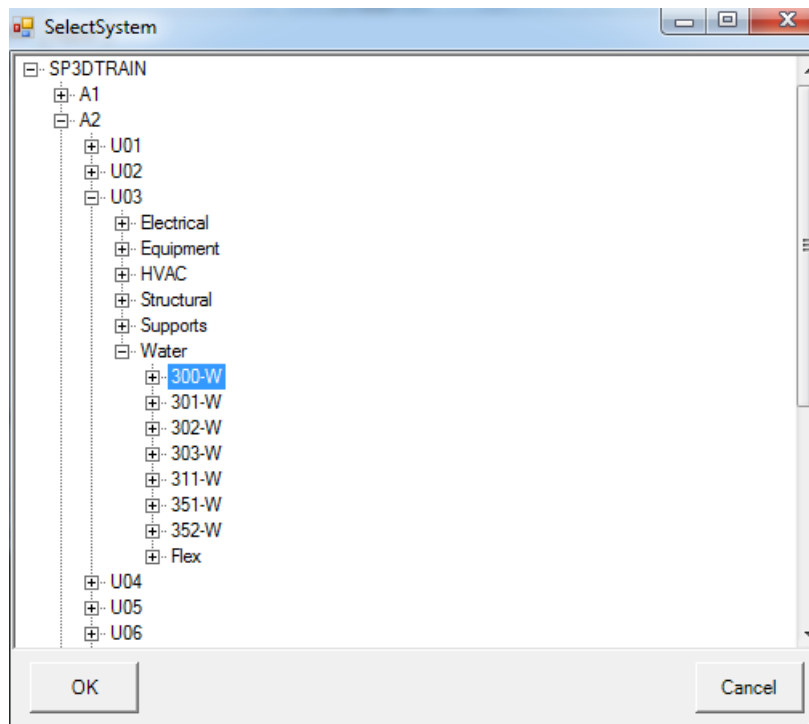 SelectSystem
SP3DTRAIN
A1
A2
U01
U02
U03
Electrical
Equipment
HVAC
Structural
Supports
Water
300-W
301-W
302-W
303-W
311-W
351-W
352-W
Flex
U04
U05
U06
OK Cancel